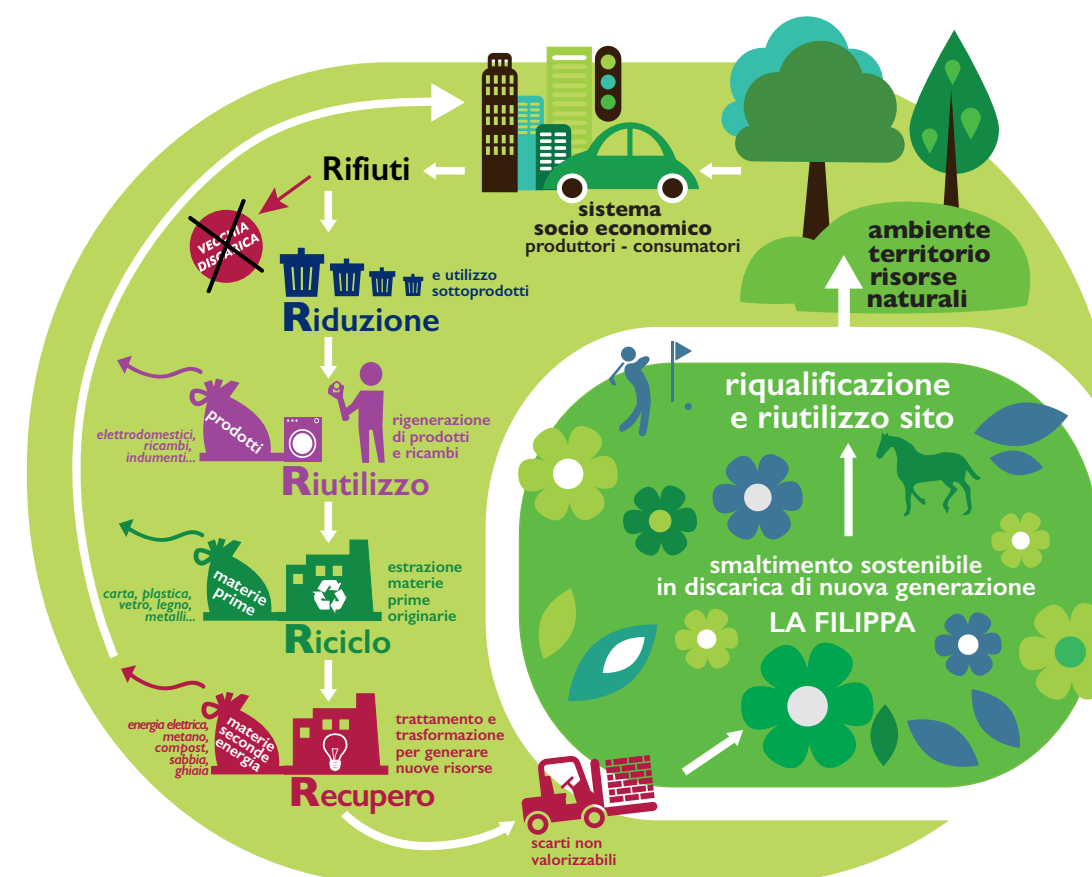 Rifiuti
VECCHIA
DISCARICA
sistema
socio economico
produttori - consumatori
ambiente
territorio
risorse
naturali
e utilizzo
sottoprodotti
Riduzione
prodotti
elettrodomestici,
ricambi,
indumenti...
rigenerazione
di prodotti
e ricambi
Riutilizzo
materie
prime
carta, plastica,
vetro, legno,
metalli...
estrazione
materie
prime
originarie
Riciclo
materie
seconde
energia
energia elettrica,
metano,
compost,
sabbia,
ghiaia
trattamento e
trasformazione
per generare
nuove risorse
Recupero
scarti non
valorizzabili
riqualificazione
e riutilizzo sito
smaltimento sostenibile
in discarica di nuova generazione
LA FILIPPA